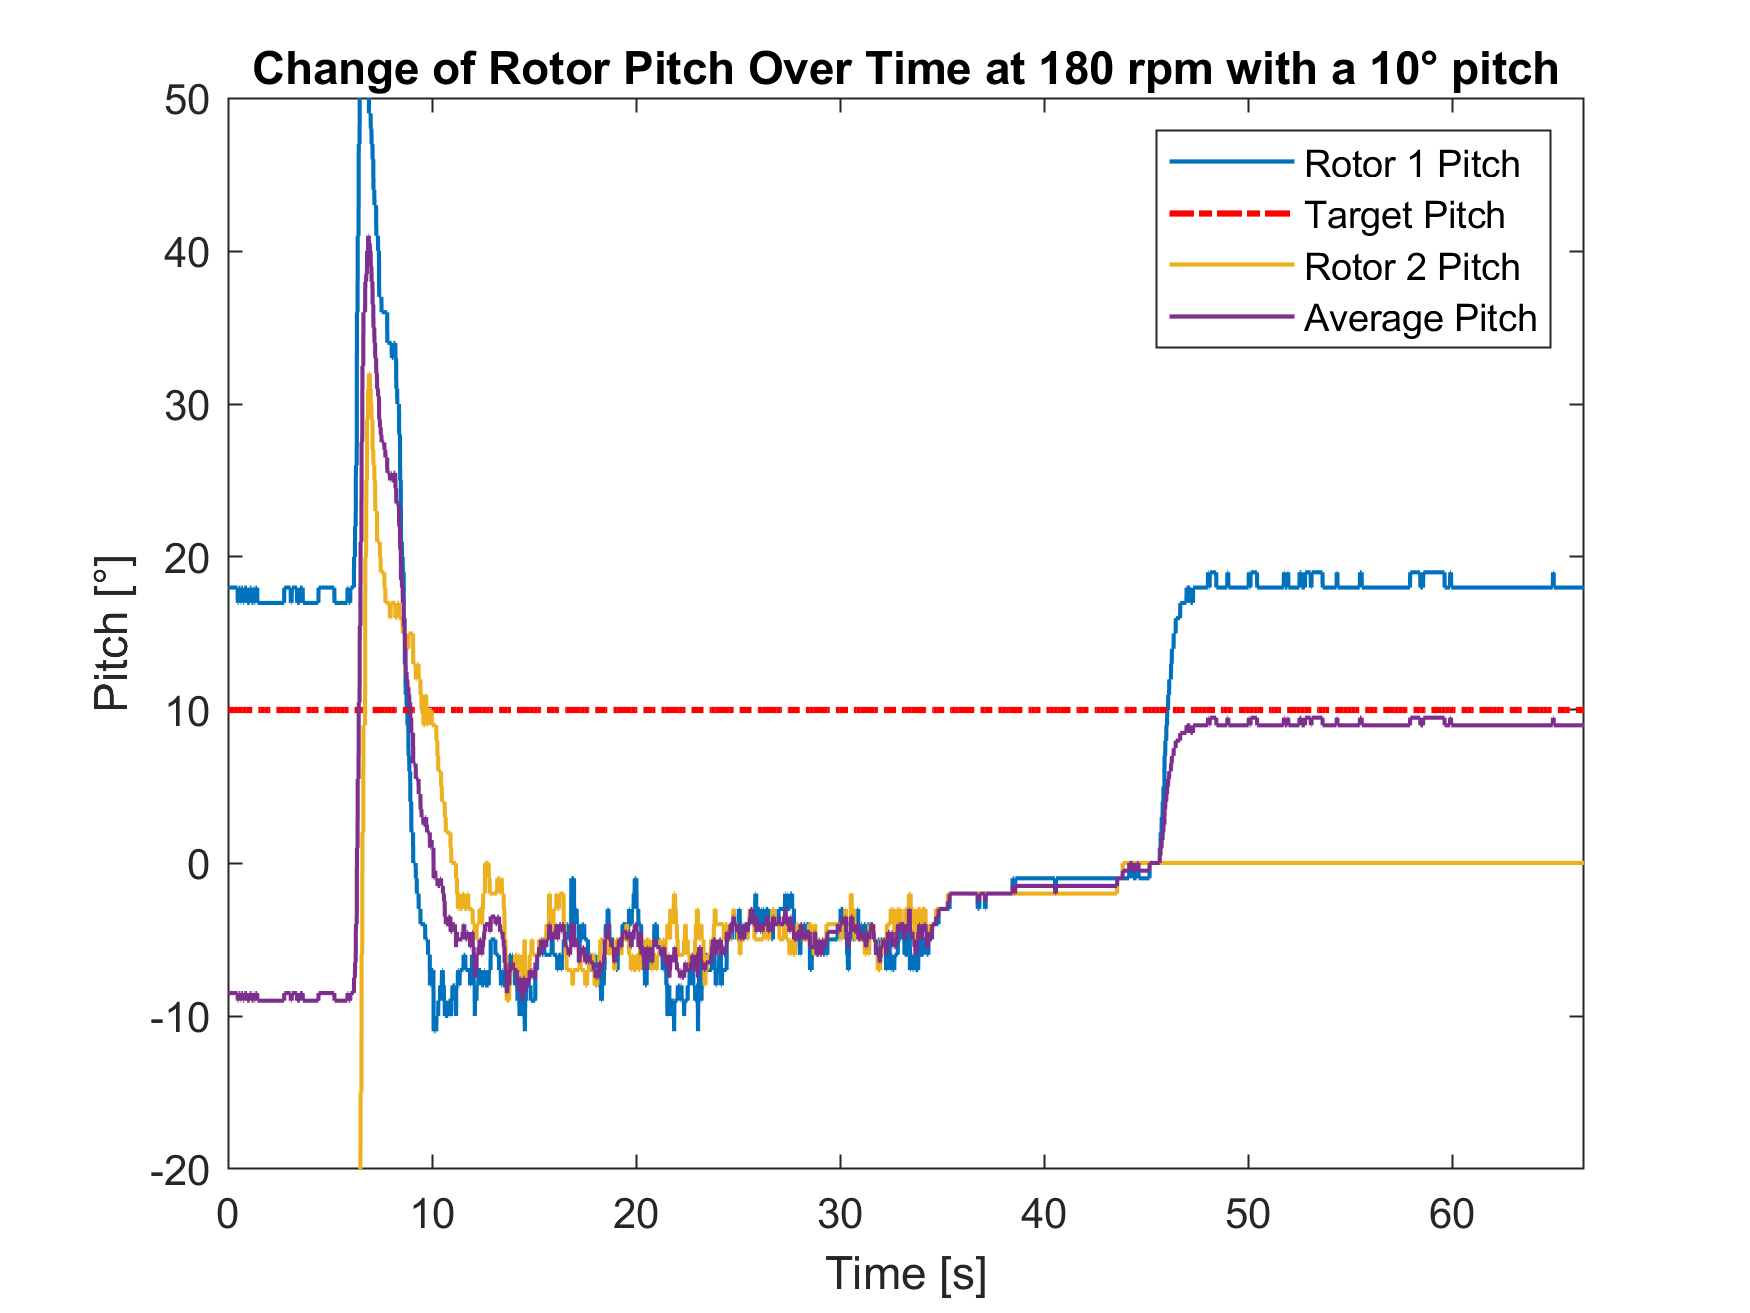 Change of Rotor Pitch Over Time at 180 rpm with a 10° pitch
50
40
30
20
10
0
-10
-20
Pitch [°]
Rotor 1 Pitch
Target Pitch
Rotor 2 Pitch
Average Pitch
0 10 20 30 40 50 60
Time [s]